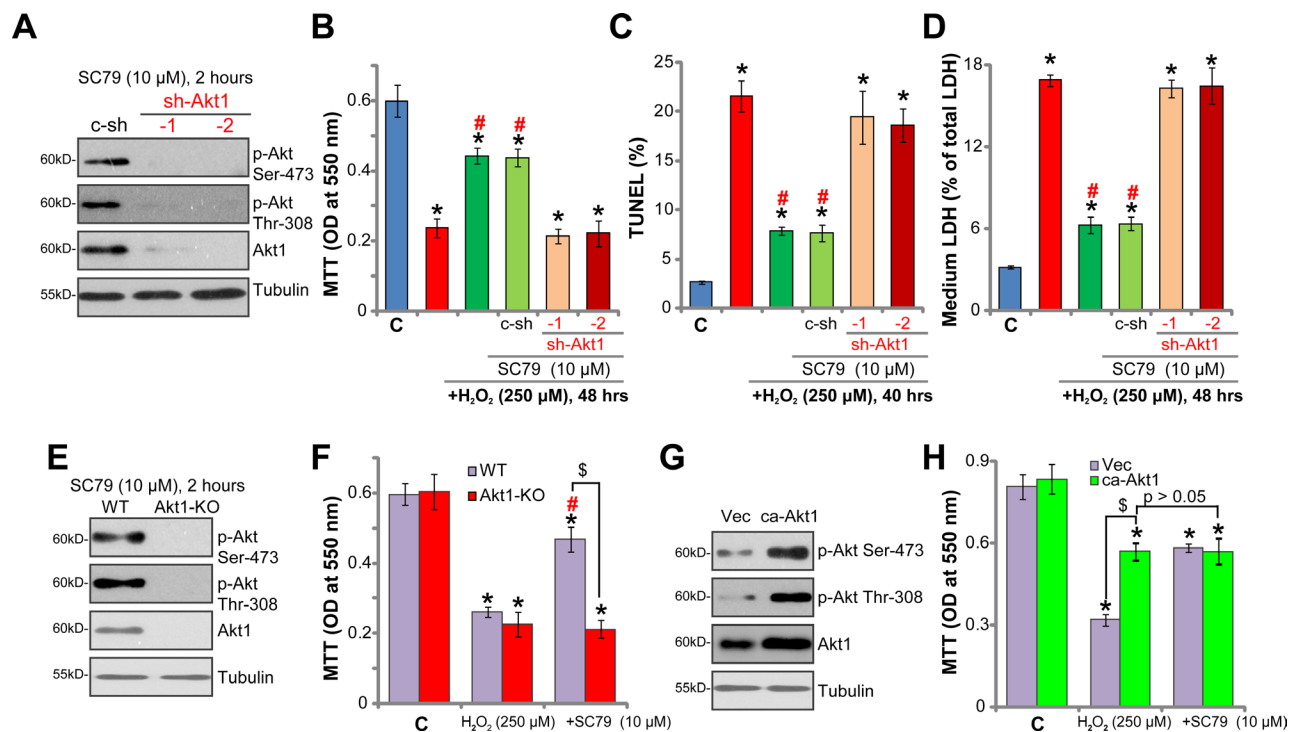 A
SC79 (10 µM), 2 hours
sh-Akt1
c-sh -1 -2
60kD-
p-Akt
Ser-473
60kD-
p-Akt
Thr-308
60kD-
Akt1
55kD-
Tubulin
B
MTT (OD at 550 nm)
0.6
0.4
0.2
0
*
#
*
#
*
*
*
C
c-sh -1 -2
sh-Akt1
SC79 (10 µM)
+H₂O₂ (250 µM), 48 hrs
C
TUNEL (%)
25
20
15
10
5
0
*
#
*
#
*
*
*
C
c-sh -1 -2
sh-Akt1
SC79 (10 µM)
+H₂O₂ (250 µM), 40 hrs
D
Medium LDH (% of total LDH)
18
12
6
0
*
#
*
#
*
*
*
C
c-sh -1 -2
sh-Akt1
SC79 (10 µM)
+H₂O₂ (250 µM), 48 hrs
E
SC79 (10 µM), 2 hours
WT Akt1-KO
60kD-
p-Akt
Ser-473
60kD-
p-Akt
Thr-308
60kD-
Akt1
55kD-
Tubulin
F
MTT (OD at 550 nm)
0.6
0.4
0.2
0
WT
Akt1-KO
*
*
#
*
$
*
C
H₂O₂ (250 µM)
+SC79 (10 µM)
G
Vec ca-Akt1
60kD-
p-Akt Ser-473
60kD-
p-Akt Thr-308
60kD-
Akt1
55kD-
Tubulin
H
MTT (OD at 550 nm)
0.9
0.6
0.3
0
Vec
ca-Akt1
$
p > 0.05
*
*
*
*
C
H₂O₂ (250 µM)
+SC79 (10 µM)